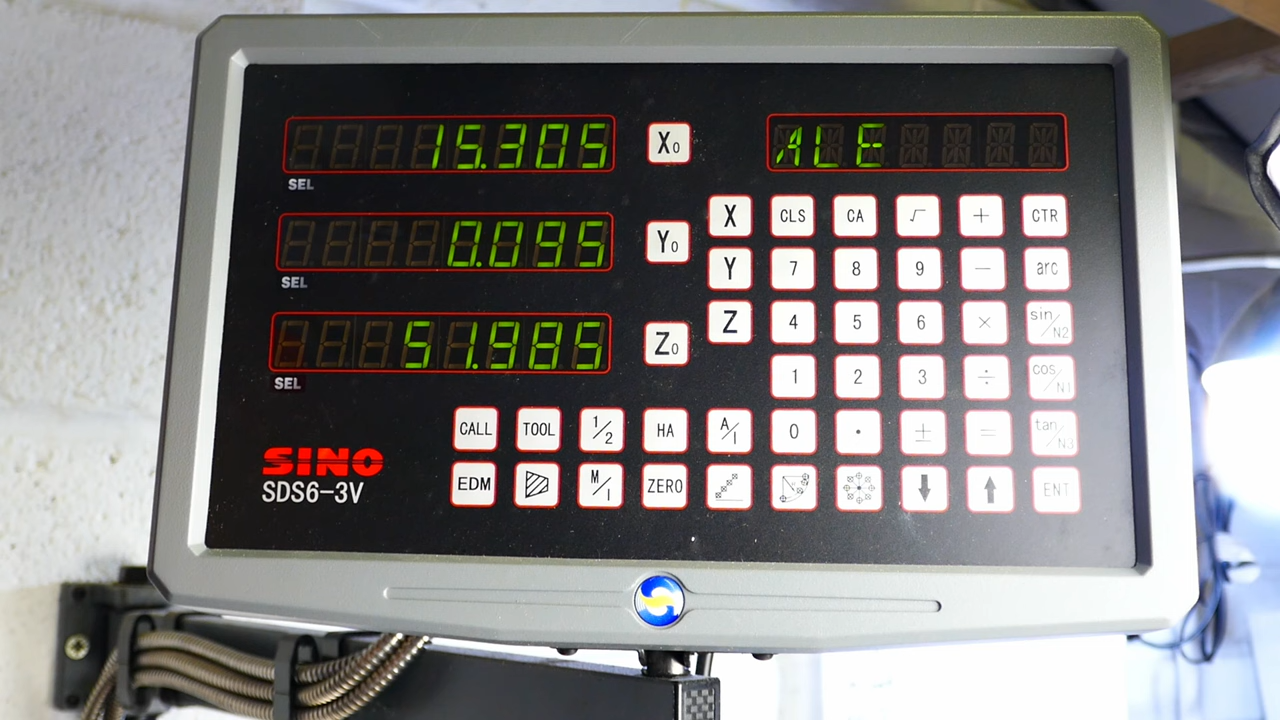 15.305 X₀ ALE
SEL
0.095 Y₀
SEL
51.985 Z₀
SEL
X CLS CA √ + CTR
Y 7 8 9 − arc
Z 4 5 6 × sin/N2
1 2 3 ÷ cos/N1
CALL TOOL 1/2 HA A/I 0 · ± = tan/N3
EDM M/I ZERO ENT
SINO
SDS6-3V